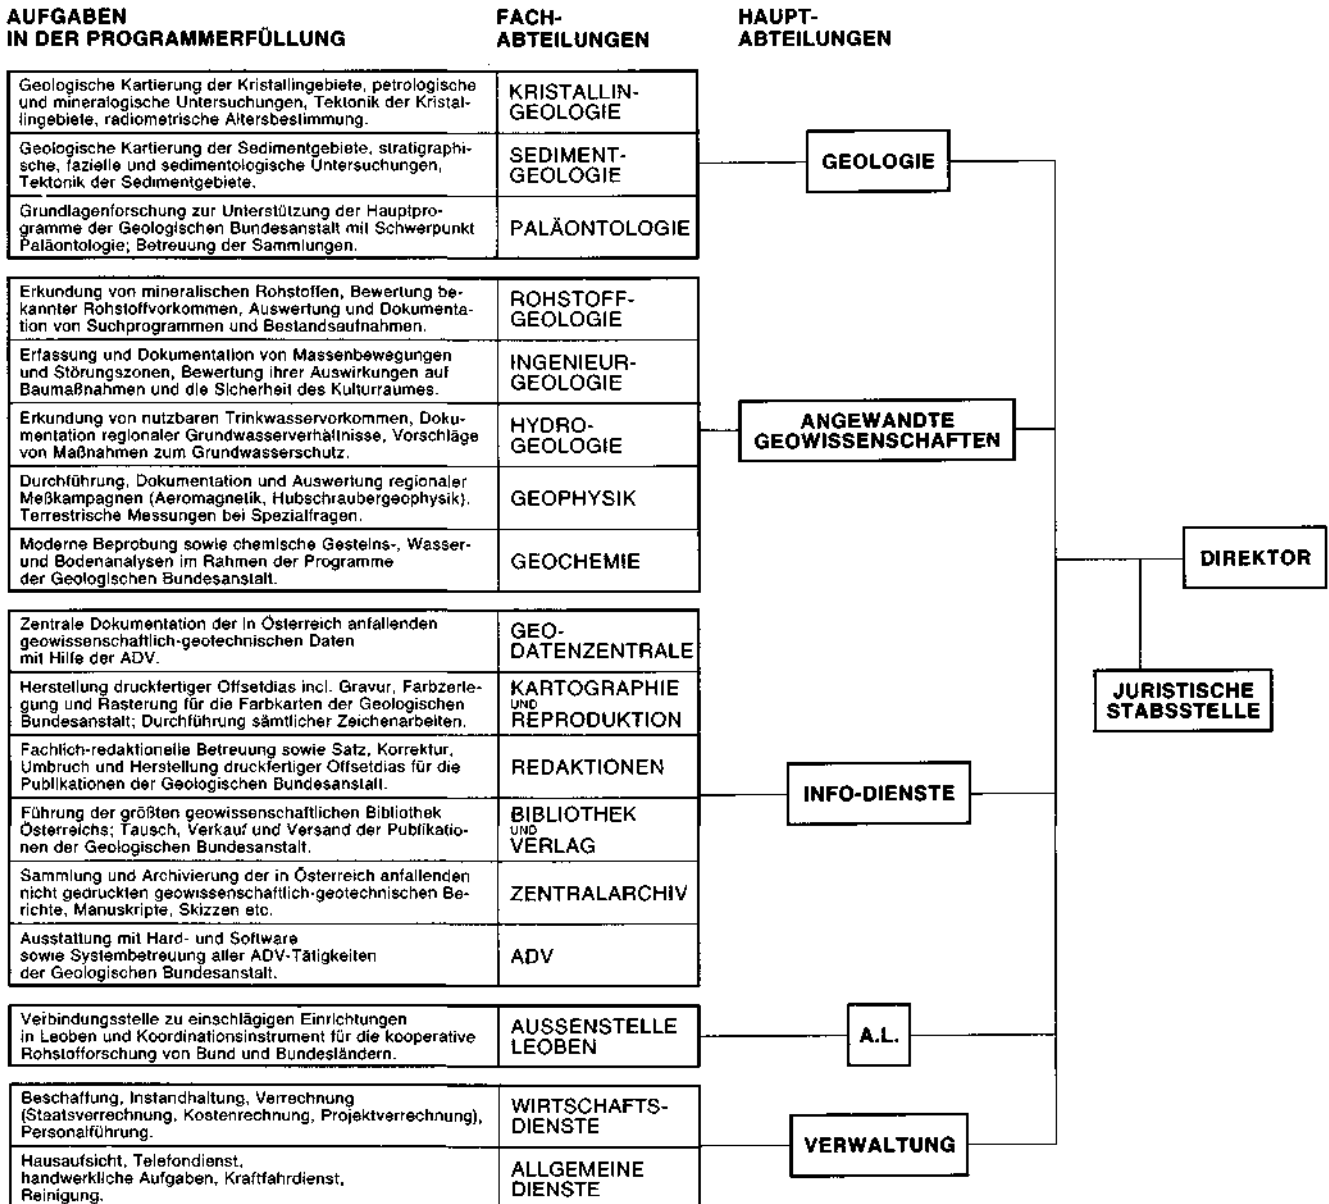 AUFGABEN
IN DER PROGRAMMERFÜLLUNG
FACH-
ABTEILUNGEN
HAUPT-
ABTEILUNGEN
Geologische Kartierung der Kristallingebiete, petrologische
und mineralogische Untersuchungen, Tektonik der Kristal-
lingebiete, radiometrische Altersbestimmung.
KRISTALLIN-
GEOLOGIE
Geologische Kartierung der Sedimentgebiete, stratigraphi-
sche, fazielle und sedimentologische Untersuchungen,
Tektonik der Sedimentgebiete.
SEDIMENT-
GEOLOGIE
Grundlagenforschung zur Unterstützung der Hauptpro-
gramme der Geologischen Bundesanstalt mit Schwerpunkt
Paläontologie; Betreuung der Sammlungen.
PALÄONTOLOGIE
GEOLOGIE
Erkundung von mineralischen Rohstoffen, Bewertung be-
kannter Rohstoffvorkommen, Auswertung und Dokumenta-
tion von Suchprogrammen und Bestandsaufnahmen.
ROHSTOFF-
GEOLOGIE
Erfassung und Dokumentation von Massenbewegungen
und Störungszonen, Bewertung ihrer Auswirkungen auf
Baumaßnahmen und die Sicherheit des Kulturraumes.
INGENIEUR-
GEOLOGIE
Erkundung von nutzbaren Trinkwasservorkommen, Doku-
mentation regionaler Grundwasserverhältnisse, Vorschläge
von Maßnahmen zum Grundwasserschutz.
HYDRO-
GEOLOGIE
Durchführung, Dokumentation und Auswertung regionaler
Meßkampagnen (Aeromagnetik, Hubschraubergeophysik).
Terrestrische Messungen bei Spezialfragen.
GEOPHYSIK
Moderne Beprobung sowie chemische Gesteins-, Wasser-
und Bodenanalysen im Rahmen der Programme
der Geologischen Bundesanstalt.
GEOCHEMIE
ANGEWANDTE
GEOWISSENSCHAFTEN
DIREKTOR
JURISTISCHE
STABSSTELLE
Zentrale Dokumentation der in Österreich anfallenden
geowissenschaftlich-geotechnischen Daten
mit Hilfe der ADV.
GEO-
DATENZENTRALE
Herstellung druckfertiger Offsetdias incl. Gravur, Farbzerle-
gung und Rasterung für die Farbkarten der Geologischen
Bundesanstalt; Durchführung sämtlicher Zeichenarbeiten.
KARTOGRAPHIE
UND
REPRODUKTION
Fachlich-redaktionelle Betreuung sowie Satz, Korrektur,
Umbruch und Herstellung druckfertiger Offsetdias für die
Publikationen der Geologischen Bundesanstalt.
REDAKTIONEN
Führung der größten geowissenschaftlichen Bibliothek
Österreichs; Tausch, Verkauf und Versand der Publikatio-
nen der Geologischen Bundesanstalt.
BIBLIOTHEK
UND
VERLAG
Sammlung und Archivierung der in Österreich anfallenden
nicht gedruckten geowissenschaftlich-geotechnischen Be-
richte, Manuskripte, Skizzen etc.
ZENTRALARCHIV
Ausstattung mit Hard- und Software
sowie Systembetreuung aller ADV-Tätigkeiten
der Geologischen Bundesanstalt.
ADV
INFO-DIENSTE
Verbindungsstelle zu einschlägigen Einrichtungen
in Leoben und Koordinationsinstrument für die kooperative
Rohstofforschung von Bund und Bundesländern.
AUSSENSTELLE
LEOBEN
A.L.
Beschaffung, Instandhaltung, Verrechnung
(Staatsverrechnung, Kostenrechnung, Projektverrechnung),
Personalführung.
WIRTSCHAFTS-
DIENSTE
Hausaufsicht, Telefondienst,
handwerkliche Aufgaben, Kraftfahrdienst,
Reinigung.
ALLGEMEINE
DIENSTE
VERWALTUNG